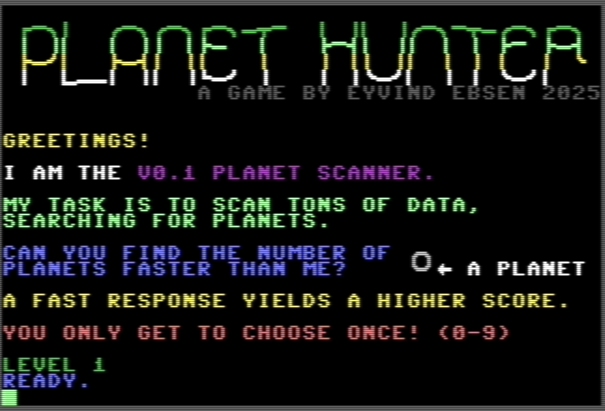 PLANET HUNTER
A GAME BY EYVIND EBSEN 2025
GREETINGS!
I AM THE V0.1 PLANET SCANNER.
MY TASK IS TO SCAN TONS OF DATA,
SEARCHING FOR PLANETS.
CAN YOU FIND THE NUMBER OF
PLANETS FASTER THAN ME?
← A PLANET
A FAST RESPONSE YIELDS A HIGHER SCORE.
YOU ONLY GET TO CHOOSE ONCE! (0-9)
LEVEL 1
READY.